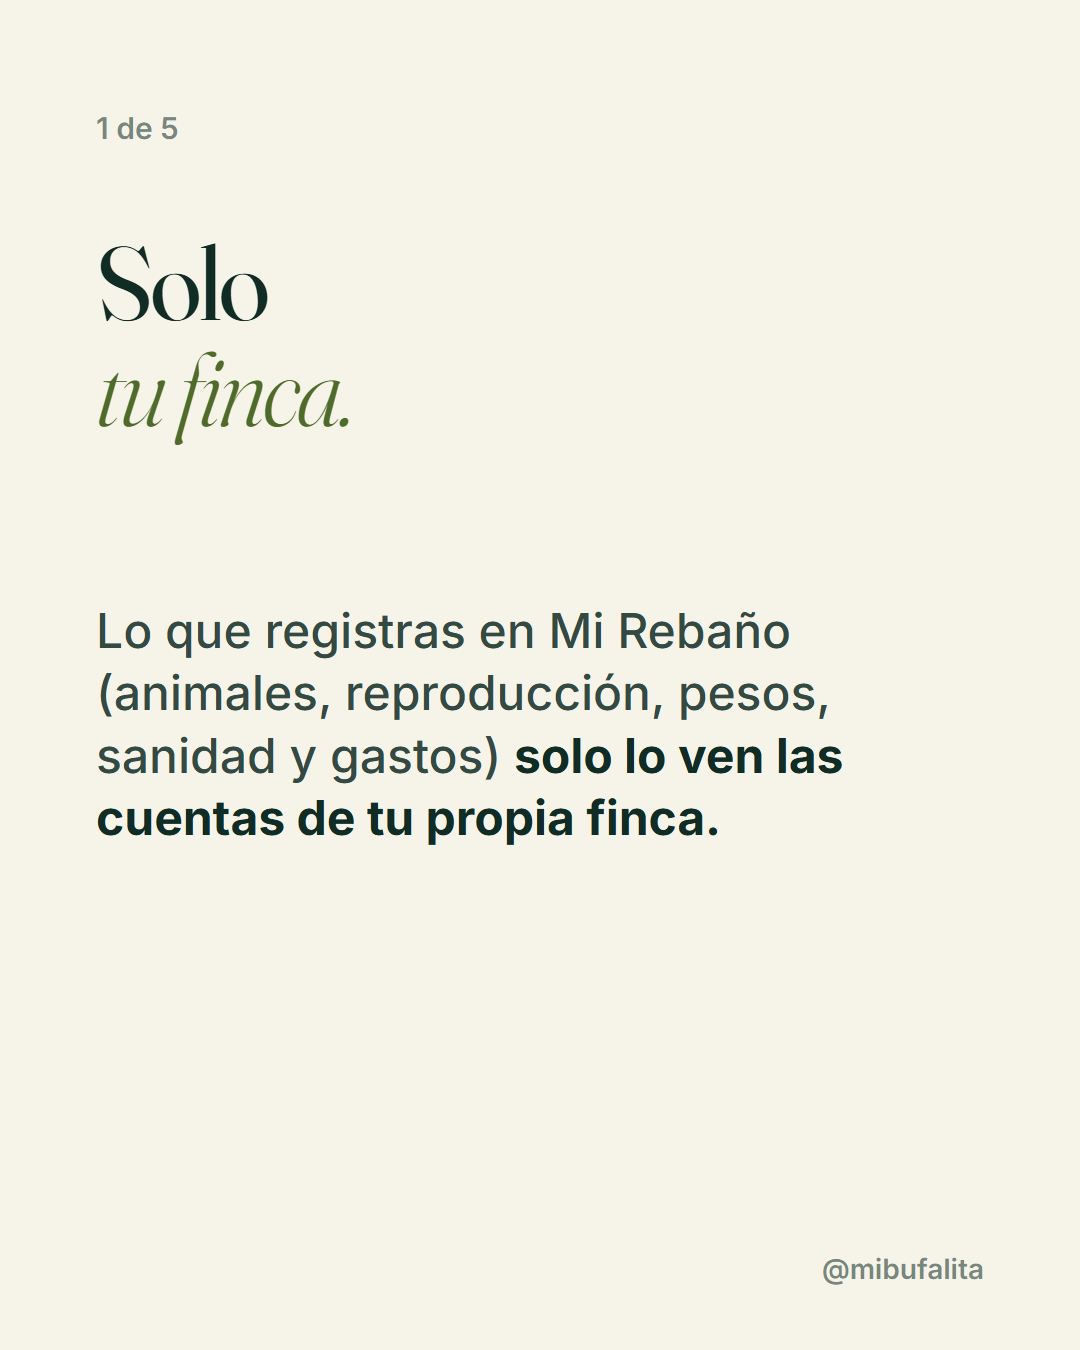 1 de 5
Solo
tu finca.
Lo que registras en Mi Rebaño
(animales, reproducción, pesos,
sanidad y gastos) solo lo ven las
cuentas de tu propia finca.
@mibufalita